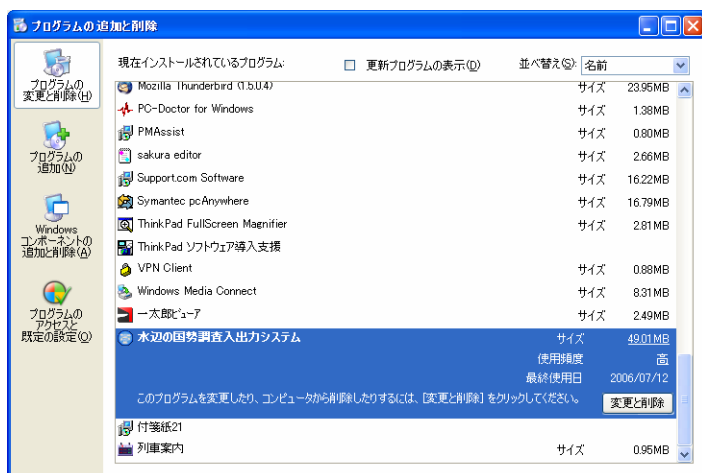 プログラムの追加と削除
プログラムの
変更と削除(H)
プログラムの
追加(N)
Windows
コンポーネントの
追加と削除(A)
プログラムの
アクセスと
既定の設定(O)
現在インストールされているプログラム:
更新プログラムの表示(D)
並べ替え(S): 名前
Mozilla Thunderbird (1.5.0.4) サイズ 23.95MB
PC-Doctor for Windows サイズ 1.38MB
PMAssist サイズ 0.80MB
sakura editor サイズ 2.66MB
Support.com Software サイズ 16.22MB
Symantec pcAnywhere サイズ 16.79MB
ThinkPad FullScreen Magnifier サイズ 2.81MB
ThinkPad ソフトウェア導入支援
VPN Client サイズ 0.88MB
Windows Media Connect サイズ 8.31MB
一太郎ビューア サイズ 2.49MB
水辺の国勢調査入出力システム サイズ 49.01MB
使用頻度 高
最終使用日 2006/07/12
このプログラムを変更したり、コンピュータから削除したりするには、[変更と削除] をクリックしてください。 変更と削除
付箋紙21
列車案内 サイズ 0.95MB